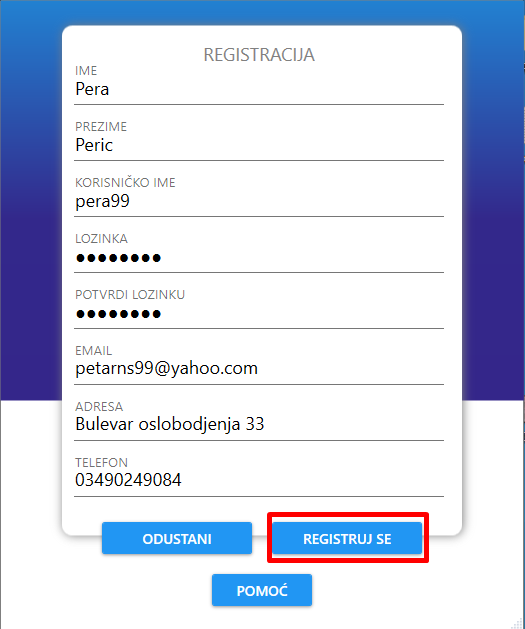 REGISTRACIJA
IME
Pera
PREZIME
Peric
KORISNIČKO IME
pera99
LOZINKA
●●●●●●●●
POTVRDI LOZINKU
●●●●●●●●
EMAIL
petarns99@yahoo.com
ADRESA
Bulevar oslobodjenja 33
TELEFON
03490249084
ODUSTANI REGISTRUJ SE
POMOĆ